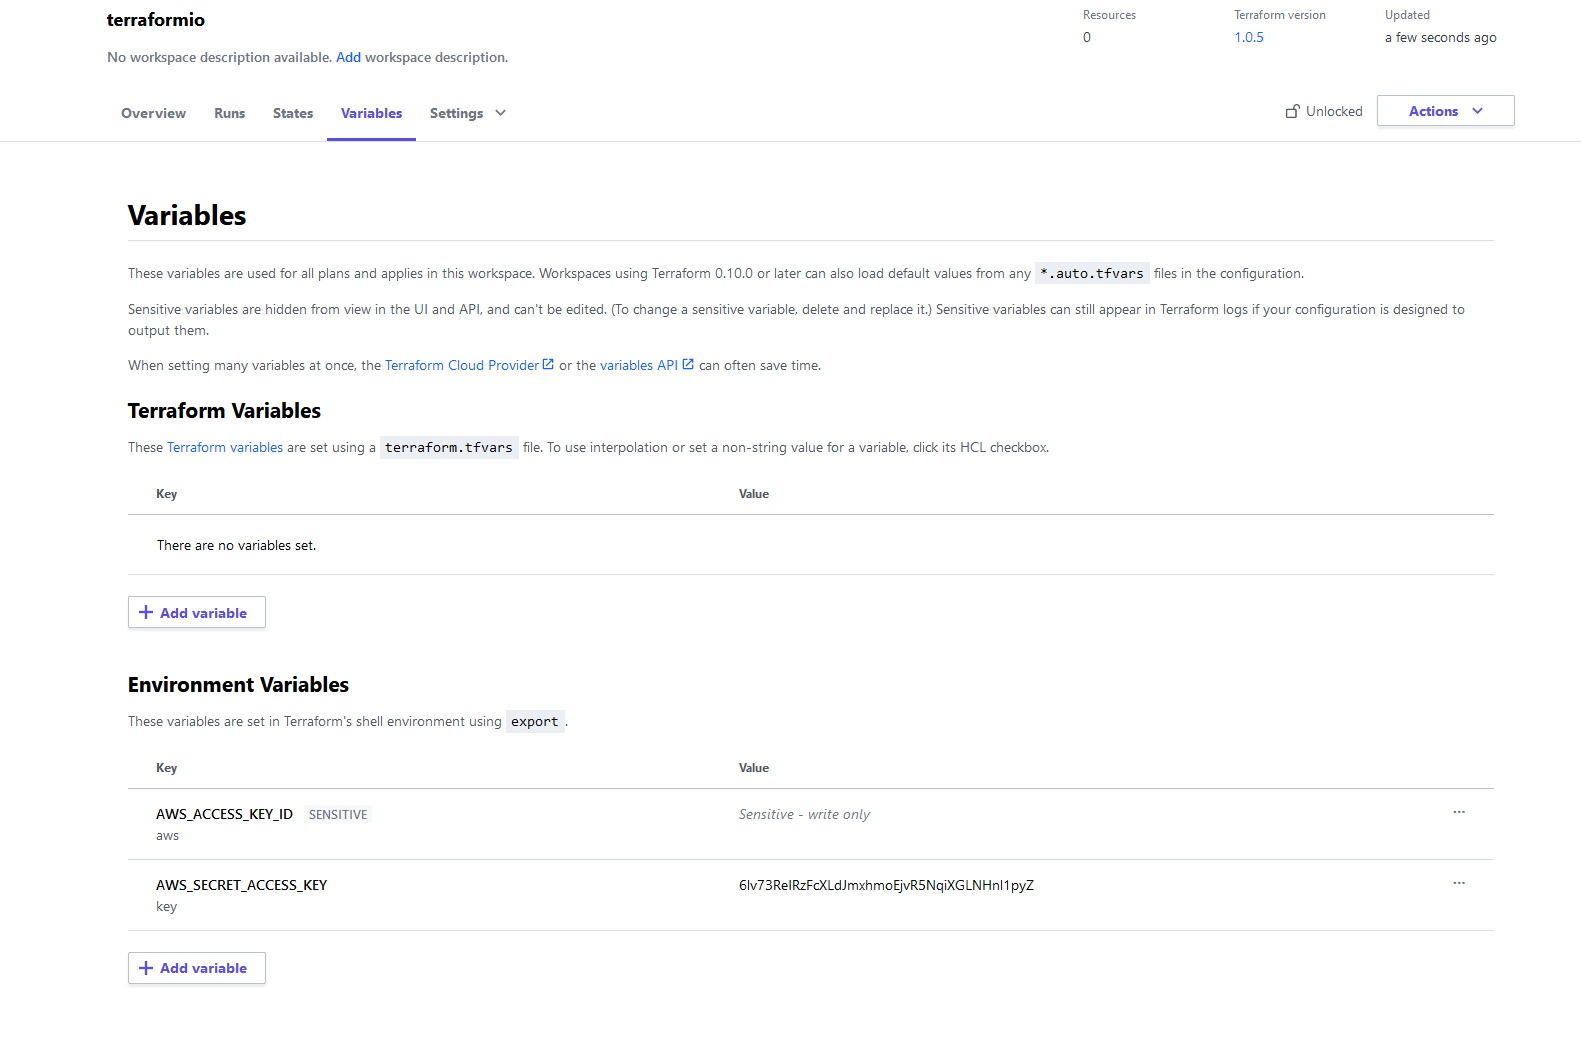 terraformio
Resources
Terraform version
Updated
0
1.0.5
a few seconds ago
No workspace description available. Add workspace description.
Overview
Runs
States
Variables
Settings
Unlocked
Actions
Variables
These variables are used for all plans and applies in this workspace. Workspaces using Terraform 0.10.0 or later can also load default values from any *.auto.tfvars files in the configuration.
Sensitive variables are hidden from view in the UI and API, and can't be edited. (To change a sensitive variable, delete and replace it.) Sensitive variables can still appear in Terraform logs if your configuration is designed to
output them.
When setting many variables at once, the Terraform Cloud Provider or the variables API can often save time.
Terraform Variables
These Terraform variables are set using a terraform.tfvars file. To use interpolation or set a non-string value for a variable, click its HCL checkbox.
Key
Value
There are no variables set.
+ Add variable
Environment Variables
These variables are set in Terraform's shell environment using export.
Key
Value
AWS_ACCESS_KEY_ID SENSITIVE
Sensitive - write only
...
aws
AWS_SECRET_ACCESS_KEY
...
key
+ Add variable